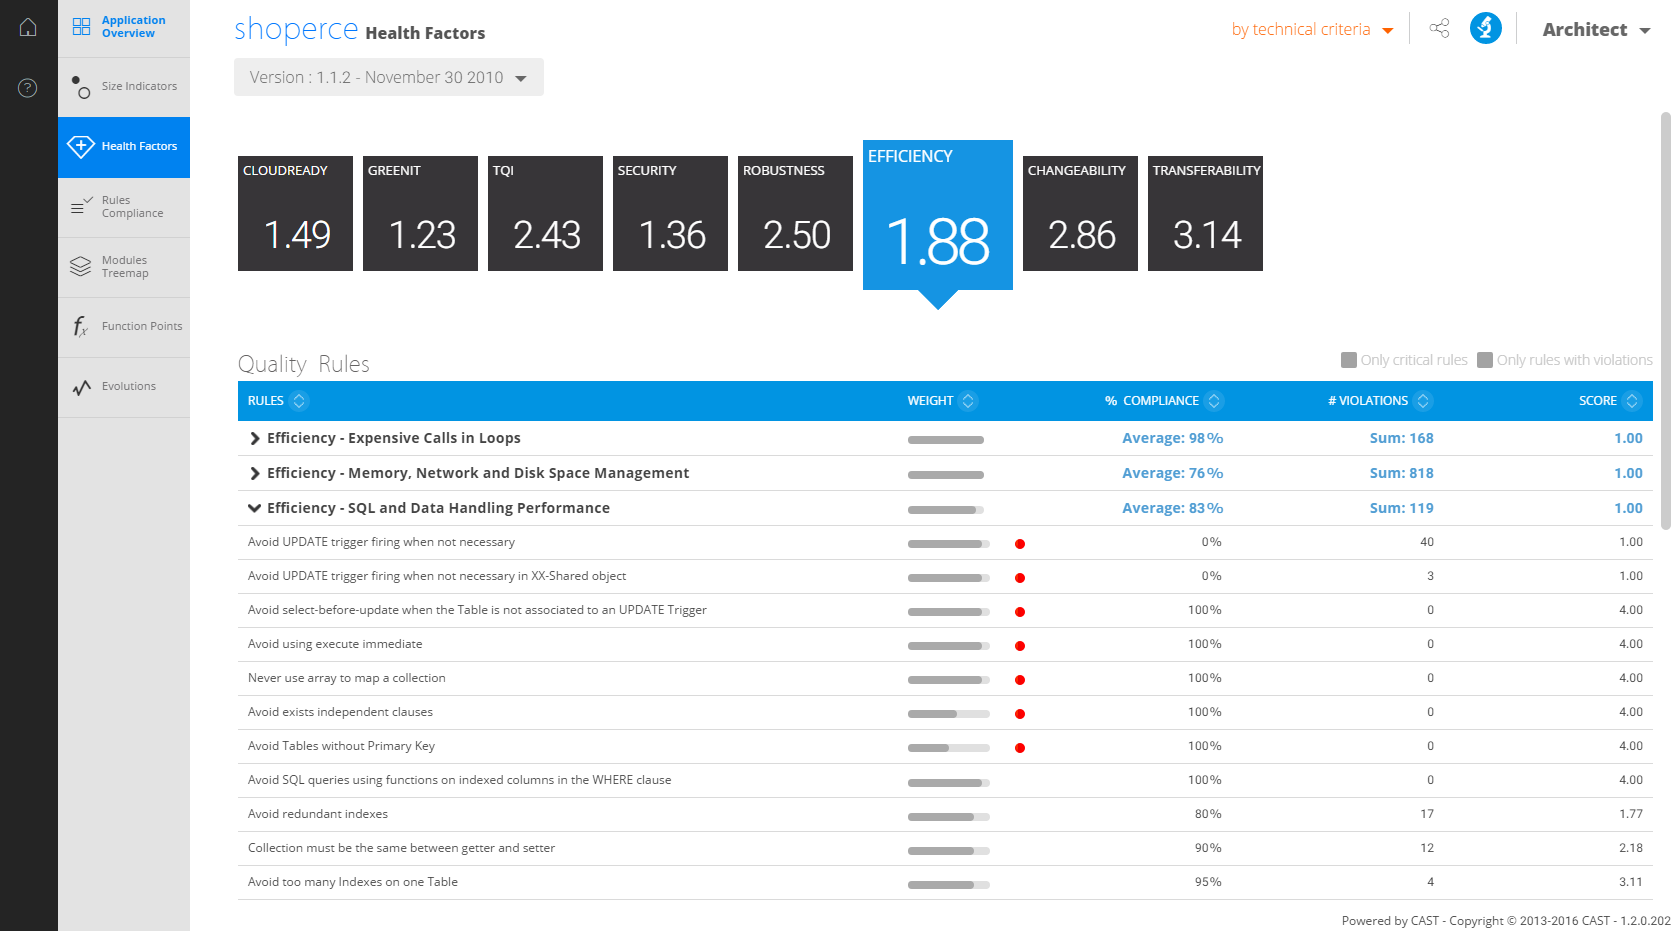 Application
Overview
Size Indicators
Health Factors
Rules
Compliance
Modules
Treemap
Function Points
Evolutions
?
fx
shoperce Health Factors
by technical criteria
Architect
Version : 1.1.2 - November 30 2010
CLOUDREADY
1.49
GREENIT
1.23
TQI
2.43
SECURITY
1.36
ROBUSTNESS
2.50
EFFICIENCY
1.88
CHANGEABILITY
2.86
TRANSFERABILITY
3.14
Quality Rules
Only critical rules Only rules with violations
RULES WEIGHT % COMPLIANCE # VIOLATIONS SCORE
Efficiency - Expensive Calls in Loops Average: 98% Sum: 168 1.00
Efficiency - Memory, Network and Disk Space Management Average: 76% Sum: 818 1.00
Efficiency - SQL and Data Handling Performance Average: 83% Sum: 119 1.00
Avoid UPDATE trigger firing when not necessary 0% 40 1.00
Avoid UPDATE trigger firing when not necessary in XX-Shared object 0% 3 1.00
Avoid select-before-update when the Table is not associated to an UPDATE Trigger 100% 0 4.00
Avoid using execute immediate 100% 0 4.00
Never use array to map a collection 100% 0 4.00
Avoid exists independent clauses 100% 0 4.00
Avoid Tables without Primary Key 100% 0 4.00
Avoid SQL queries using functions on indexed columns in the WHERE clause 100% 0 4.00
Avoid redundant indexes 80% 17 1.77
Collection must be the same between getter and setter 90% 12 2.18
Avoid too many Indexes on one Table 95% 4 3.11
Powered by CAST - Copyright © 2013-2016 CAST - 1.2.0.202